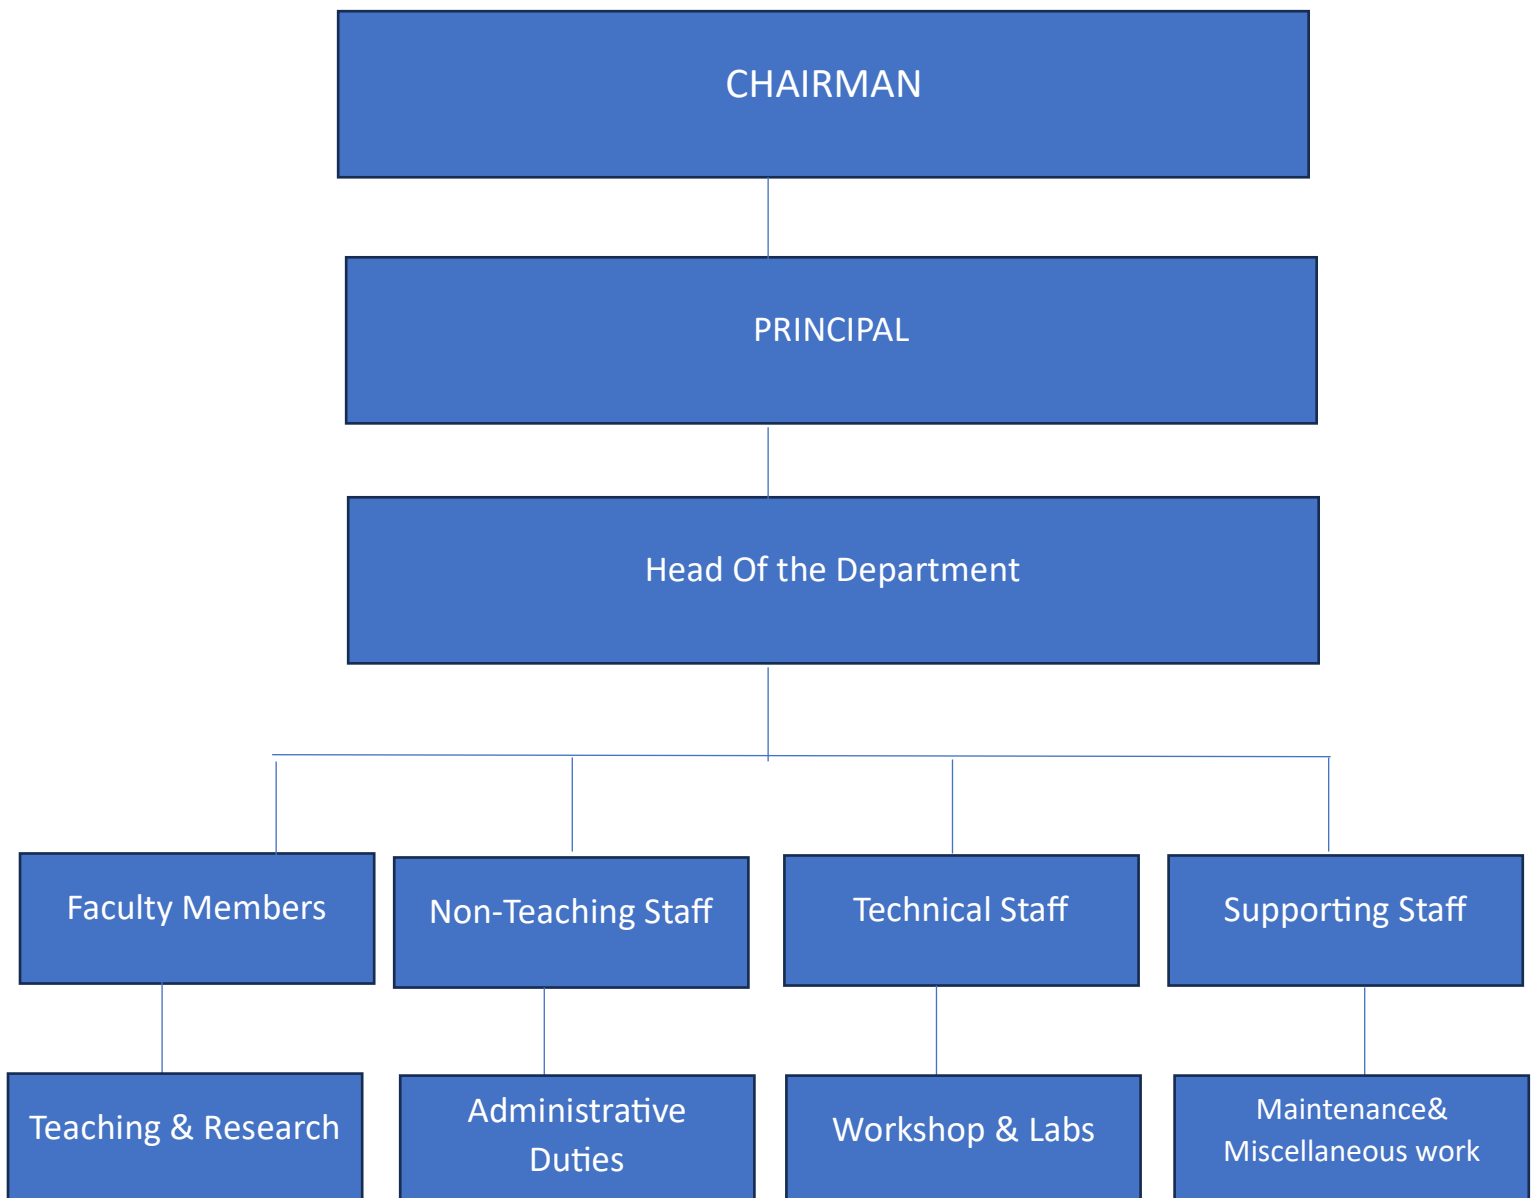 CHAIRMAN
PRINCIPAL
Head Of the Department
Faculty Members
Non-Teaching Staff
Technical Staff
Supporting Staff
Teaching & Research
Administrative
Duties
Workshop & Labs
Maintenance&
Miscellaneous work